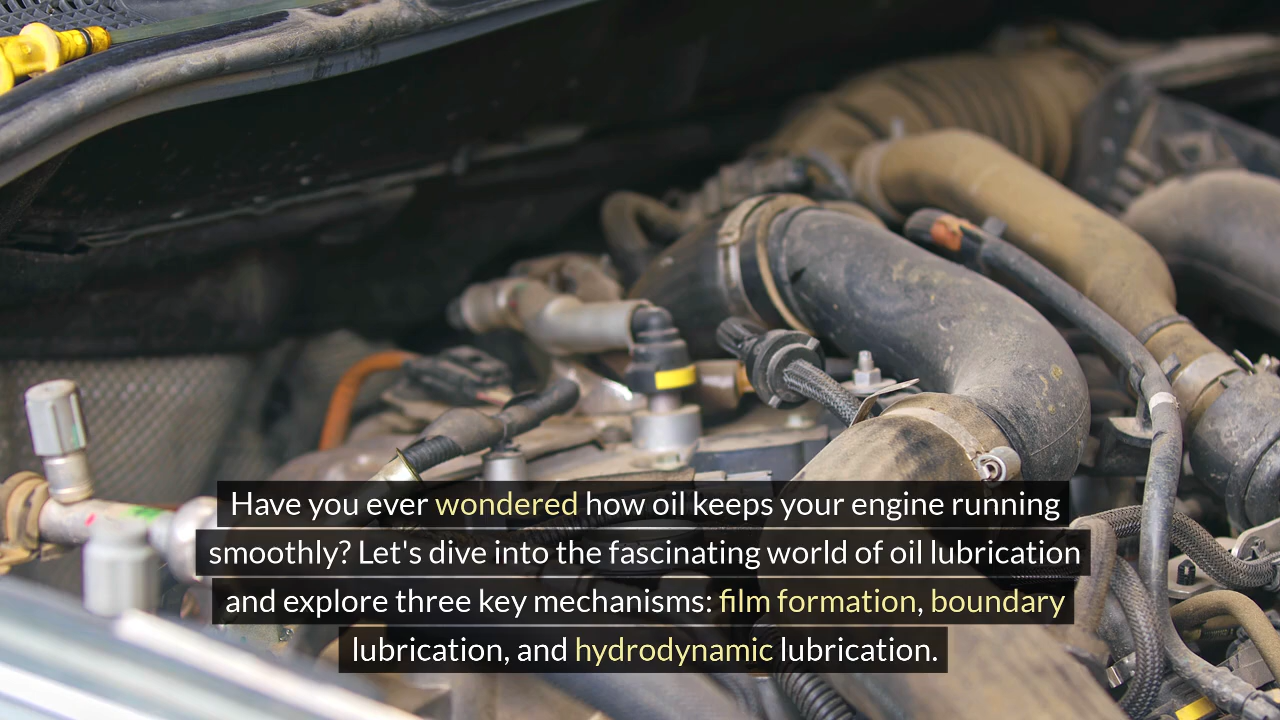 Have you ever wondered how oil keeps your engine running
smoothly? Let's dive into the fascinating world of oil lubrication
and explore three key mechanisms: film formation, boundary
lubrication, and hydrodynamic lubrication.